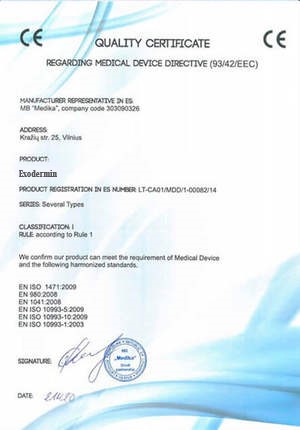 CE
CE
QUALITY CERTIFICATE
REGARDING MEDICAL DEVICE DIRECTIVE (93/42/EEC)
MANUFACTURER REPRESENTATIVE IN ES:
MB "Medika", company code 303090326
ADDRESS:
Kražių str. 25, Vilnius
PRODUCT:
Exodermin
PRODUCT REGISTRATION IN ES NUMBER: LT-CA01/MDD/1-00082/14
SERIES: Several Types
CLASSIFICATION: I
RULE: according to Rule 1
We confirm our product can meet the requirement of Medical Device
and the following harmonized standards.
EN ISO 1471:2009
EN 980:2008
EN 1041:2008
EN ISO 10993-5:2009
EN ISO 10993-10:2009
EN ISO 10993-1:2003
SIGNATURE:
MB
„Medika"
DATE: